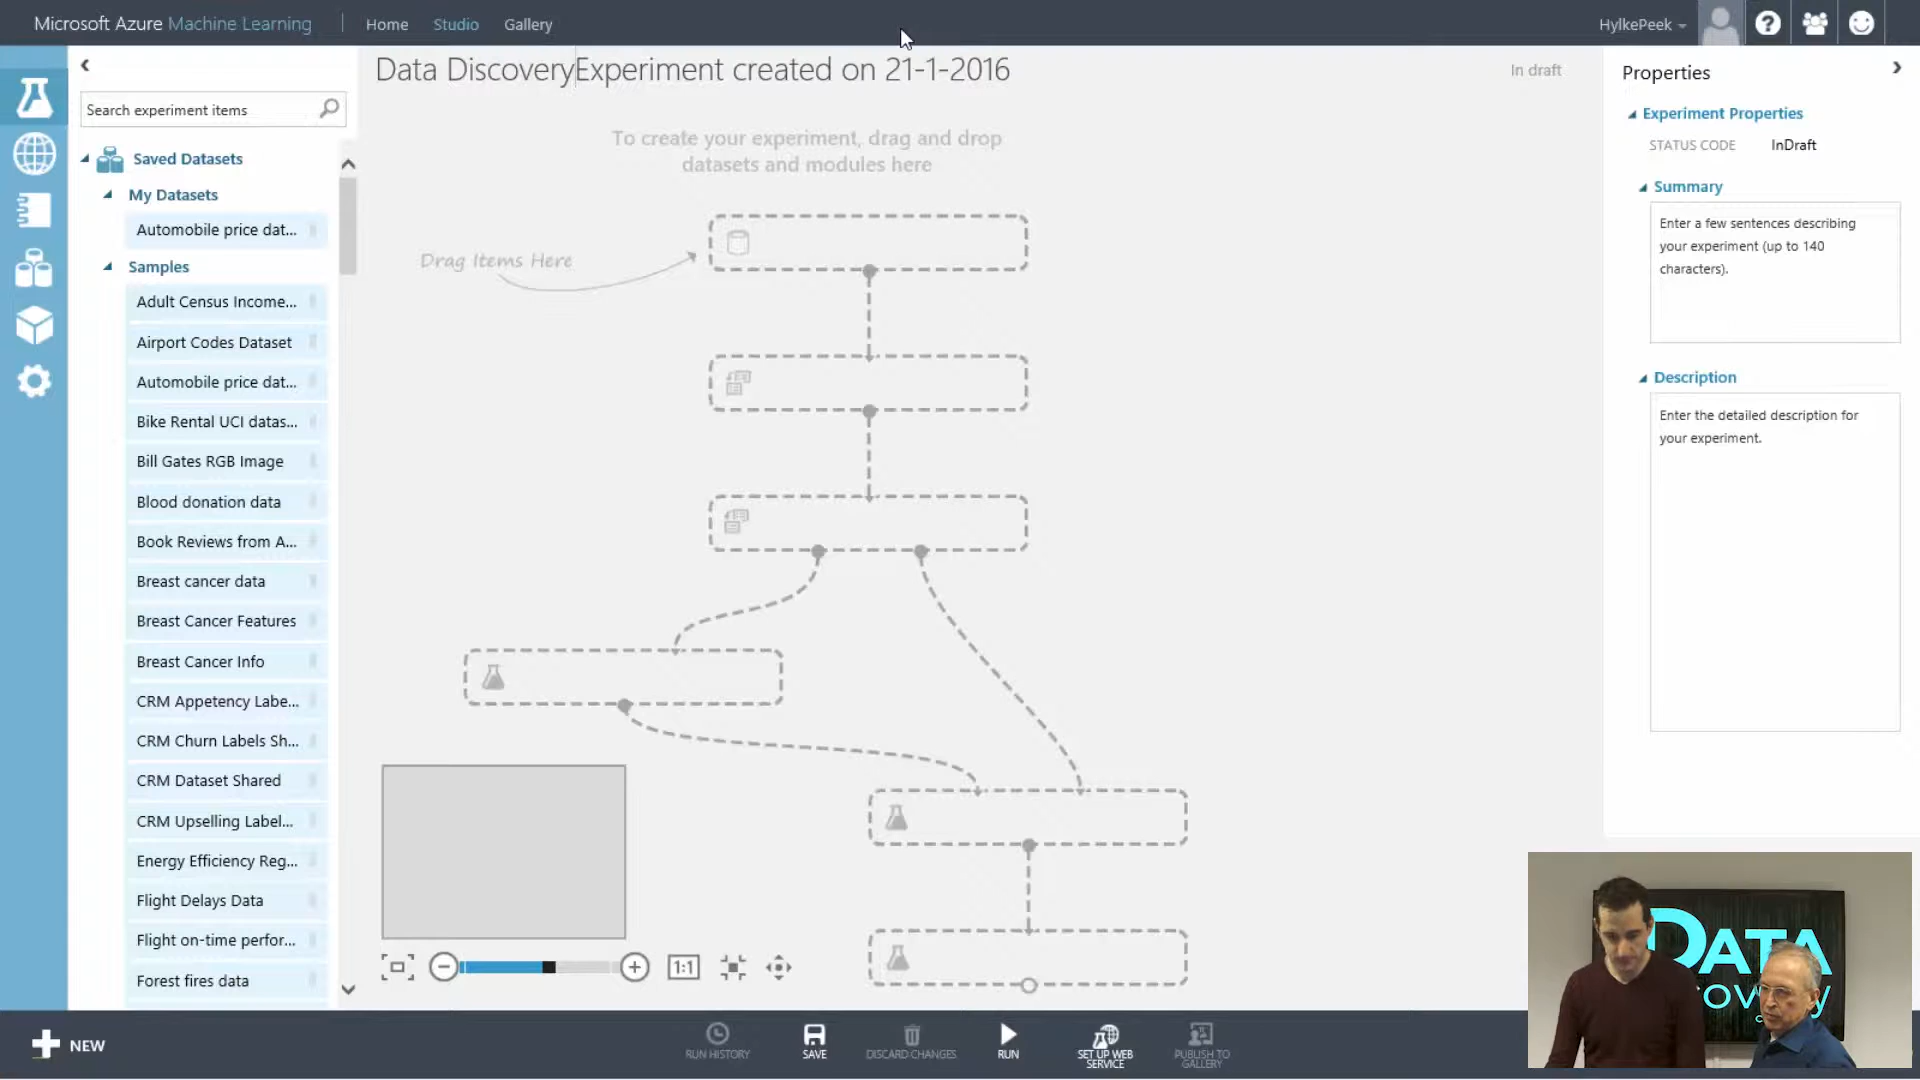 Microsoft Azure Machine Learning
Home
Studio
Gallery
HylkePeek
Data DiscoveryExperiment created on 21-1-2016
In draft
Search experiment items
Saved Datasets
My Datasets
Automobile price dat...
Samples
Adult Census Income...
Airport Codes Dataset
Automobile price dat...
Bike Rental UCI datas...
Bill Gates RGB Image
Blood donation data
Book Reviews from A...
Breast cancer data
Breast Cancer Features
Breast Cancer Info
CRM Appetency Labe...
CRM Churn Labels Sh...
CRM Dataset Shared
CRM Upselling Label...
Energy Efficiency Reg...
Flight Delays Data
Flight on-time perfor...
Forest fires data
To create your experiment, drag and drop
datasets and modules here
Drag Items Here
1:1
Properties
Experiment Properties
STATUS CODE InDraft
Summary
Enter a few sentences describing
your experiment (up to 140
characters).
Description
Enter the detailed description for
your experiment.
DATA
NEW
RUN HISTORY
SAVE
DISCARD CHANGES
RUN
SET UP WEB
SERVICE
PUBLISH TO
GALLERY